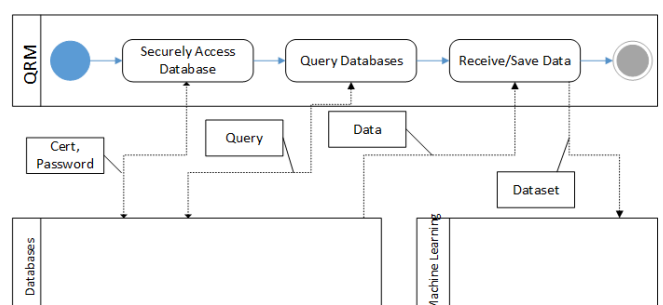 QRM
Securely Access
Database
Query Databases
Receive/Save Data
Cert,
Password
Query
Data
Dataset
Databases
Machine Learning